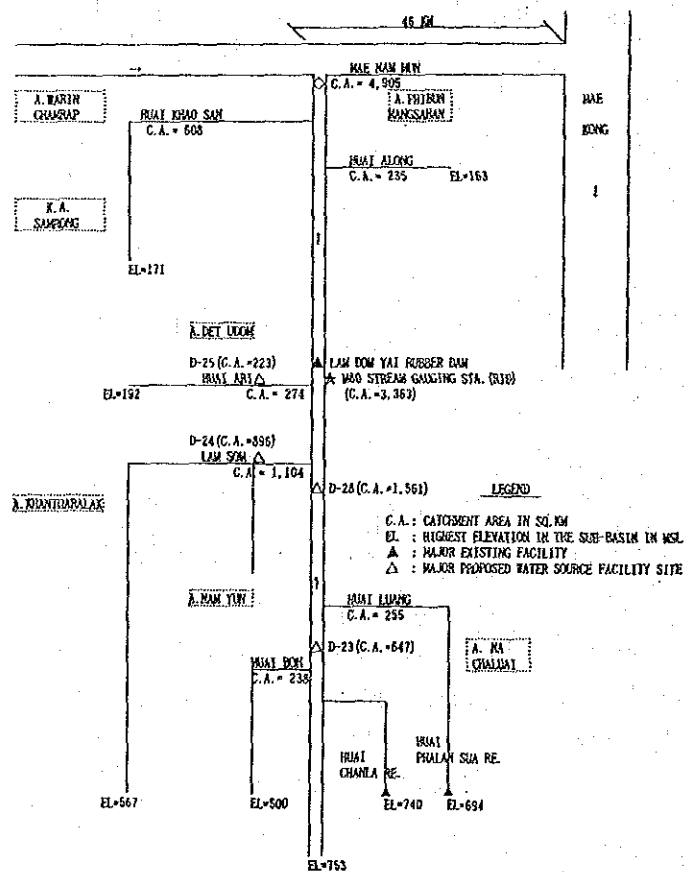 46 KM
MAE NAM MUN
C.A. = 4,905
A. WARIN
CHAMRAP
HUAI KHAO SAN
C.A. = 608
A. PHIBUN
MANGSAHAN
MAE
KONG
HUAI ALONG
C.A. = 235
EL=163
K.A.
SAMRONG
EL=171
A. DET UDOM
D-25 (C.A. =223)
LAM DOM YAI RUBBER DAM
HUAI ARI
M80 STREAM GAUGING STA. (RID)
EL=192
C.A. = 274
(C.A.=3,363)
D-24 (C.A. =896)
LAM SOM
C.A. = 1,104
D-28 (C.A. =1,561)
LEGEND
A. KHANTHARALAK
C.A. : CATCHMENT AREA IN SQ.KM
EL : HIGHEST ELEVATION IN THE SUB-BASIN IN MSL
▲ : MAJOR EXISTING FACILITY
△ : MAJOR PROPOSED WATER SOURCE FACILITY SITE
A. NAM YUN
HUAI LUANG
C.A. = 255
D-23 (C.A. =647)
A. NA
CHALUAI
HUAI BON
C.A. = 238
HUAI
CHANLA RE.
HUAI
PHALAN SUA RE.
EL=567
EL=500
EL=740
EL=694
EL=753